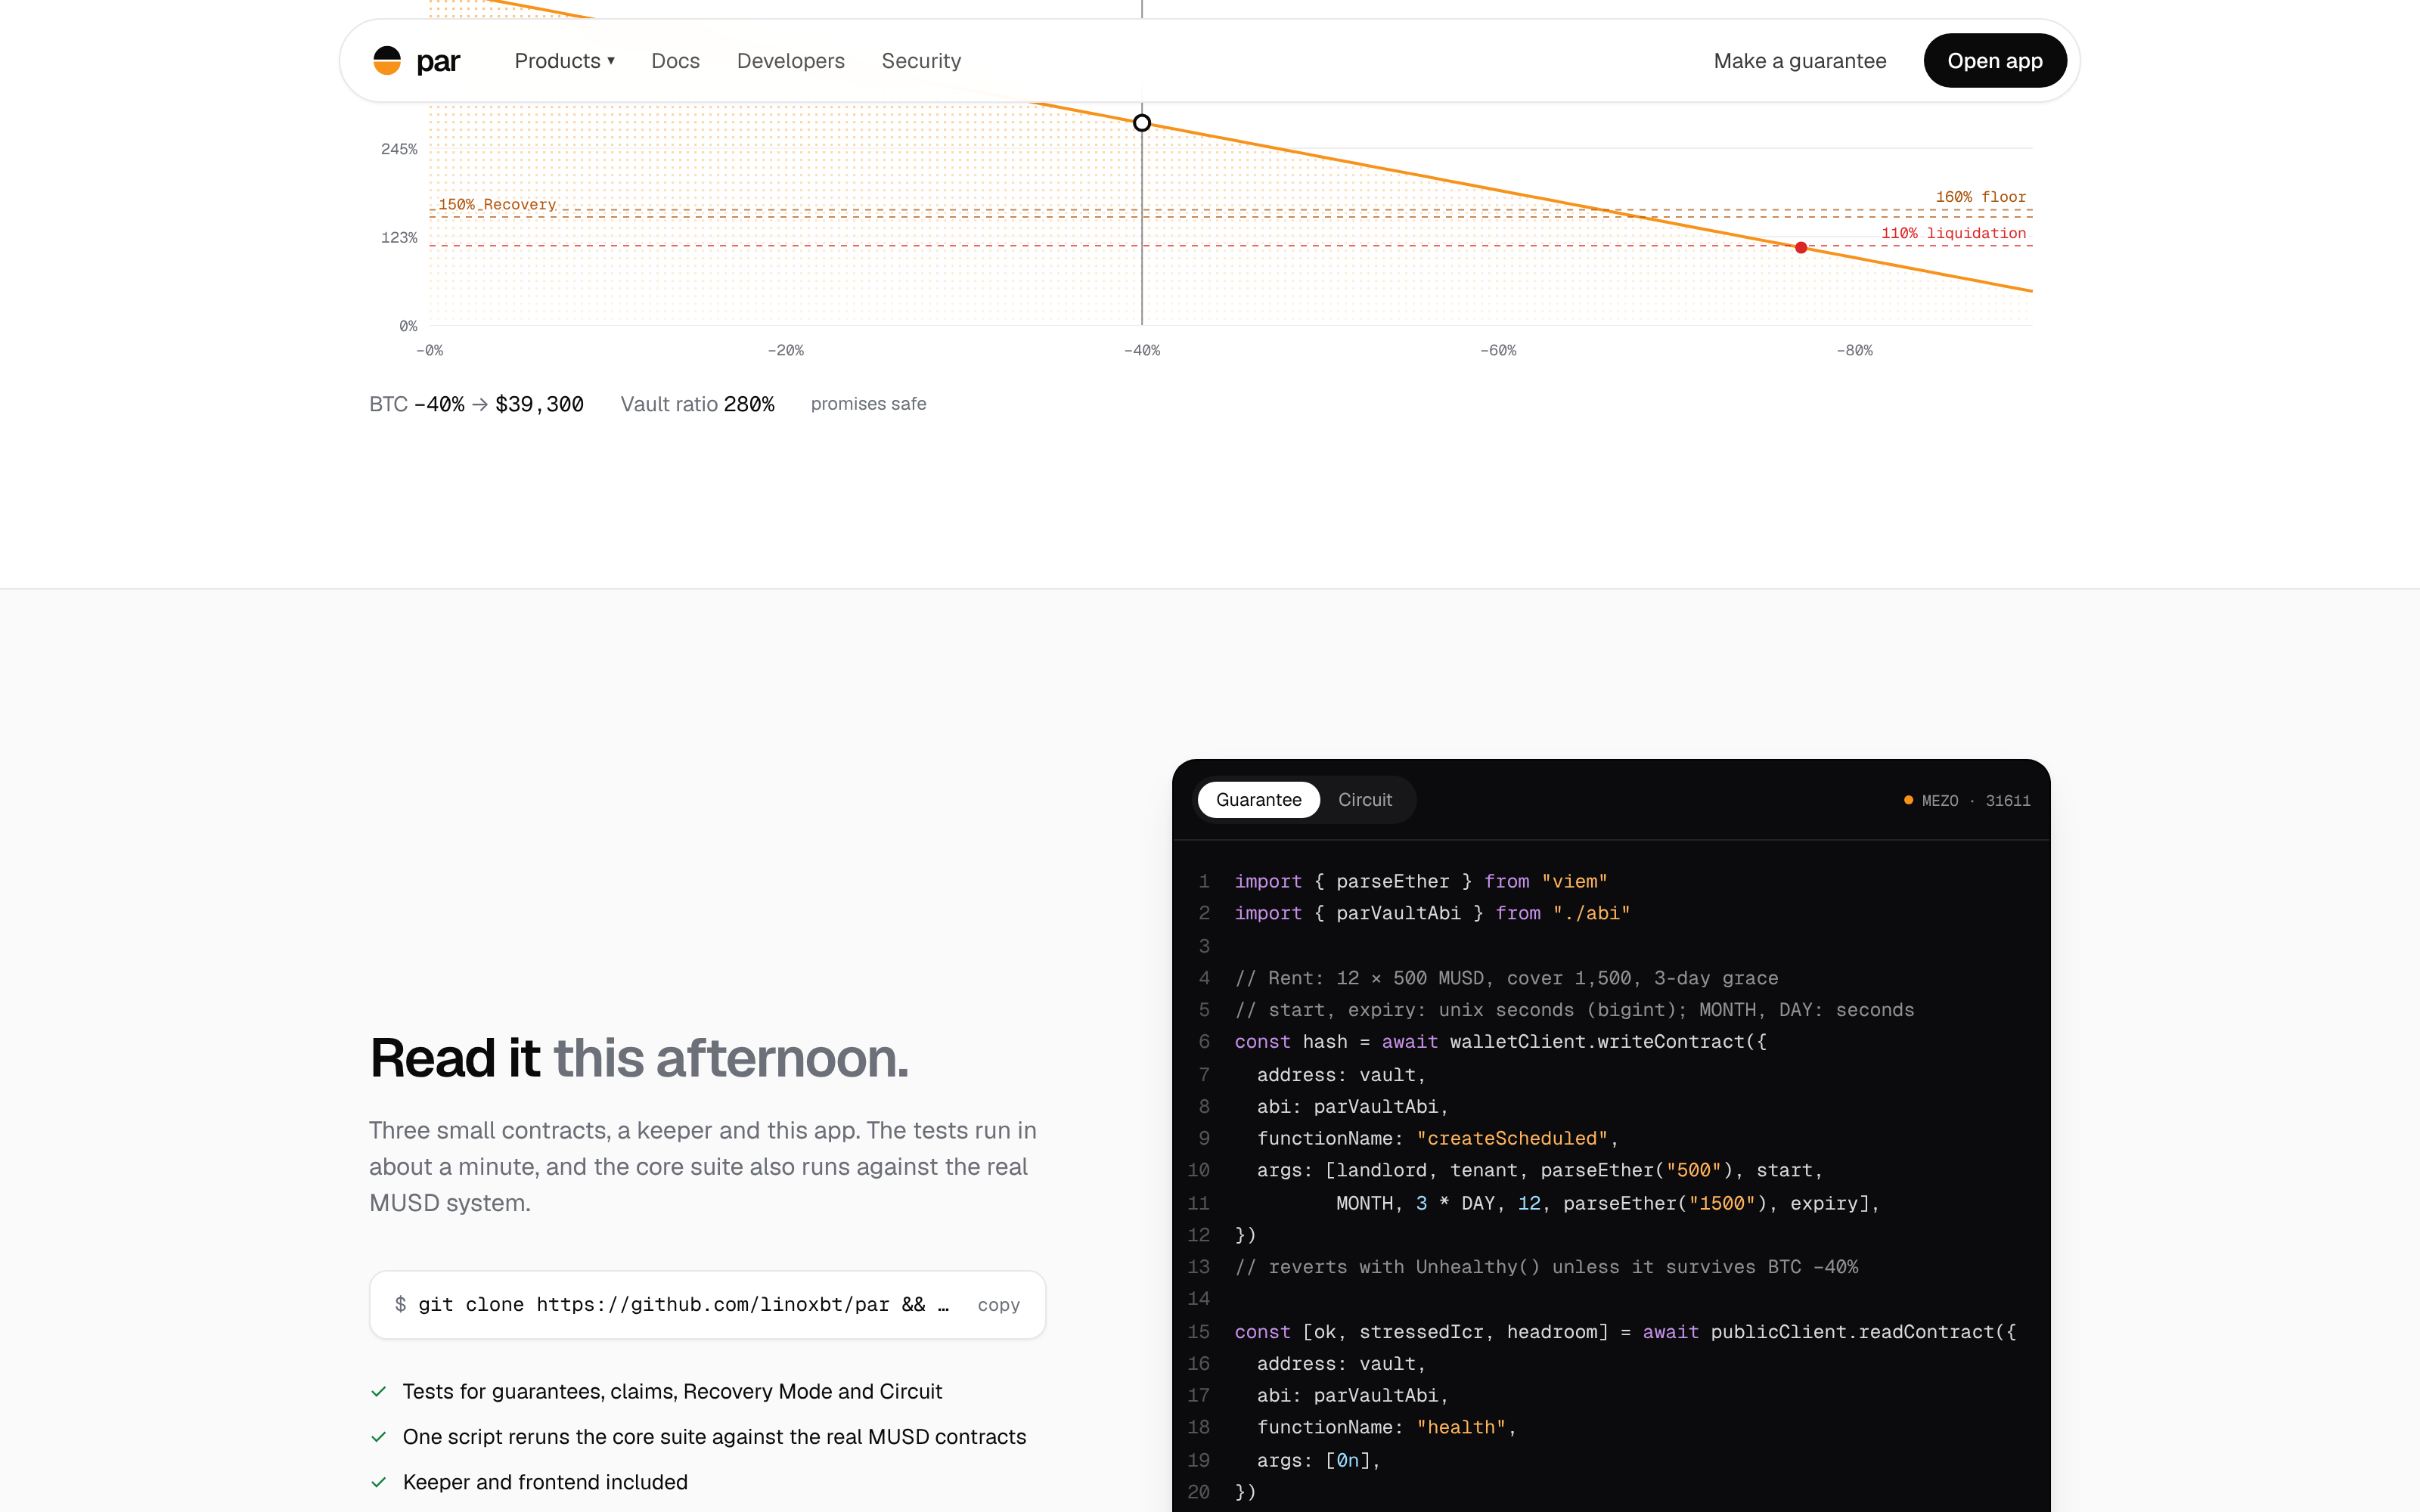 par
Products ▾
Docs
Developers
Security
Make a guarantee
Open app
245%
150% Recovery
160% floor
123%
110% liquidation
0%
−0%
−20%
−40%
−60%
−80%
BTC −40% → $39,300
Vault ratio 280%
promises safe
Read it this afternoon.
Three small contracts, a keeper and this app. The tests run in
about a minute, and the core suite also runs against the real
MUSD system.
$ git clone https://github.com/linoxbt/par && …
copy
✓ Tests for guarantees, claims, Recovery Mode and Circuit
✓ One script reruns the core suite against the real MUSD contracts
✓ Keeper and frontend included
Guarantee
Circuit
MEZO · 31611
1 import { parseEther } from "viem"
2 import { parVaultAbi } from "./abi"
3
4 // Rent: 12 × 500 MUSD, cover 1,500, 3-day grace
5 // start, expiry: unix seconds (bigint); MONTH, DAY: seconds
6 const hash = await walletClient.writeContract({
7   address: vault,
8   abi: parVaultAbi,
9   functionName: "createScheduled",
10   args: [landlord, tenant, parseEther("500"), start,
11          MONTH, 3 * DAY, 12, parseEther("1500"), expiry],
12 })
13 // reverts with Unhealthy() unless it survives BTC −40%
14
15 const [ok, stressedIcr, headroom] = await publicClient.readContract({
16   address: vault,
17   abi: parVaultAbi,
18   functionName: "health",
19   args: [0n],
20 })